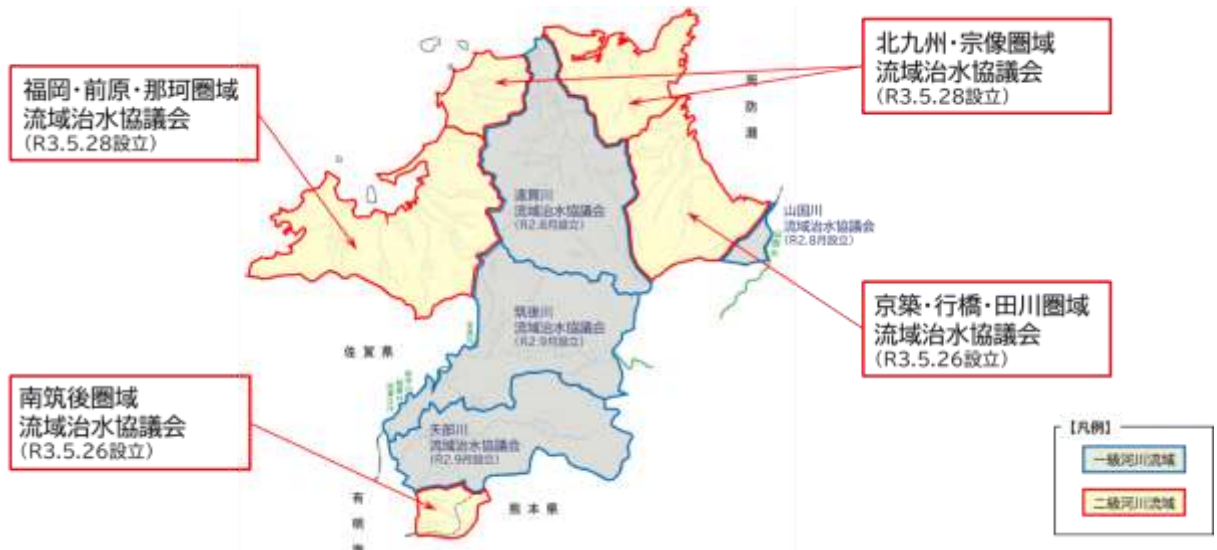 北九州・宗像圏域
流域治水協議会
(R3.5.28設立)
福岡・前原・那珂圏域
流域治水協議会
(R3.5.28設立)
周防灘
遠賀川
流域治水協議会
(R2.8月設立)
山国川
流域治水協議会
(R2.8月設立)
京築・行橋・田川圏域
流域治水協議会
(R3.5.26設立)
筑後川
流域治水協議会
(R2.9月設立)
佐賀県
南筑後圏域
流域治水協議会
(R3.5.26設立)
矢部川
流域治水協議会
(R2.9月設立)
有明
熊本県
【凡例】
一級河川流域
二級河川流域